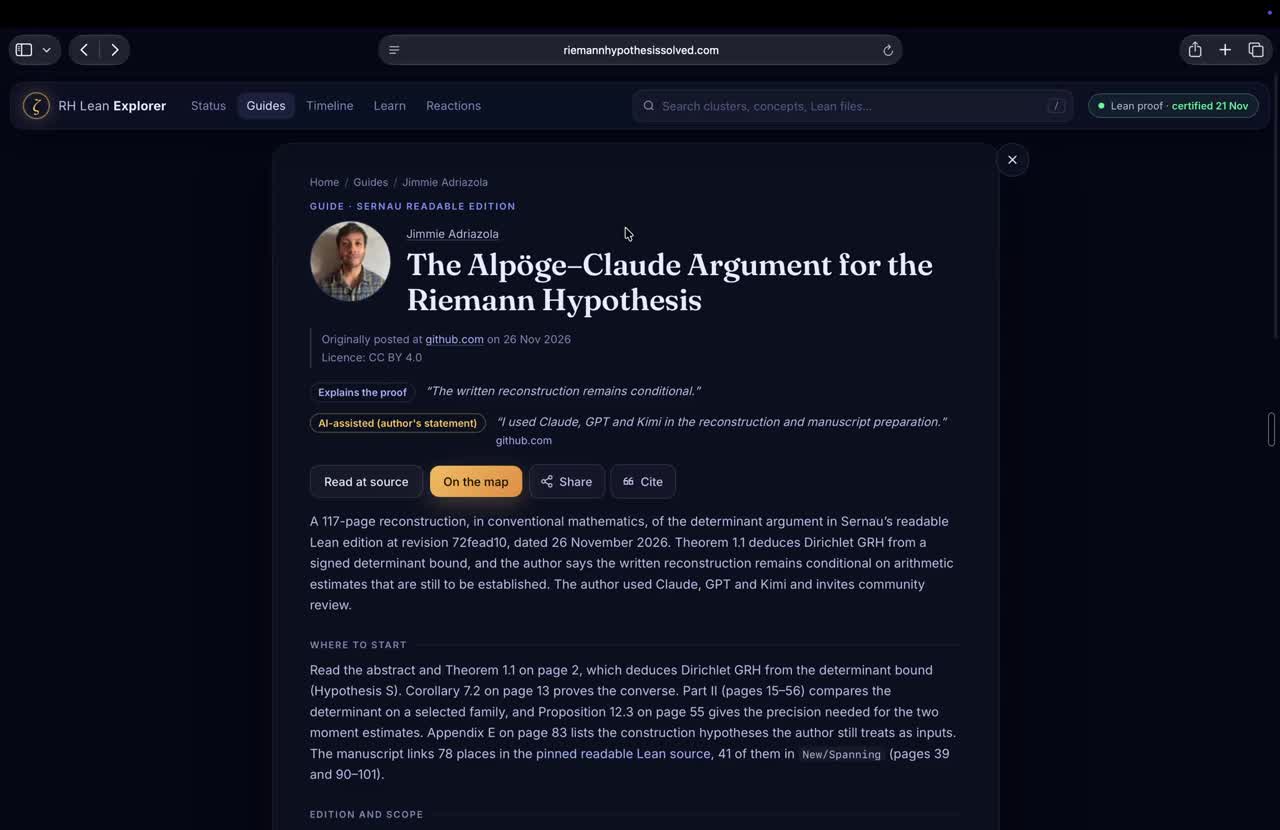 riemannhypothesissolved.com
ζ
RH Lean Explorer
Status
Guides
Timeline
Learn
Reactions
Search clusters, concepts, Lean files...
/
Lean proof · certified 21 Nov
Home / Guides / Jimmie Adriazola
GUIDE · SERNAU READABLE EDITION
Jimmie Adriazola
The Alpöge–Claude Argument for the
Riemann Hypothesis
Originally posted at github.com on 26 Nov 2026
Licence: CC BY 4.0
Explains the proof
“The written reconstruction remains conditional.”
AI-assisted (author's statement)
“I used Claude, GPT and Kimi in the reconstruction and manuscript preparation.”
github.com
Read at source
On the map
Share
Cite
A 117-page reconstruction, in conventional mathematics, of the determinant argument in Sernau’s readable
Lean edition at revision 72fead10, dated 26 November 2026. Theorem 1.1 deduces Dirichlet GRH from a
signed determinant bound, and the author says the written reconstruction remains conditional on arithmetic
estimates that are still to be established. The author used Claude, GPT and Kimi and invites community
review.
WHERE TO START
Read the abstract and Theorem 1.1 on page 2, which deduces Dirichlet GRH from the determinant bound
(Hypothesis S). Corollary 7.2 on page 13 proves the converse. Part II (pages 15–56) compares the
determinant on a selected family, and Proposition 12.3 on page 55 gives the precision needed for the two
moment estimates. Appendix E on page 83 lists the construction hypotheses the author still treats as inputs.
The manuscript links 78 places in the pinned readable Lean source, 41 of them in New/Spanning (pages 39
and 90–101).
EDITION AND SCOPE